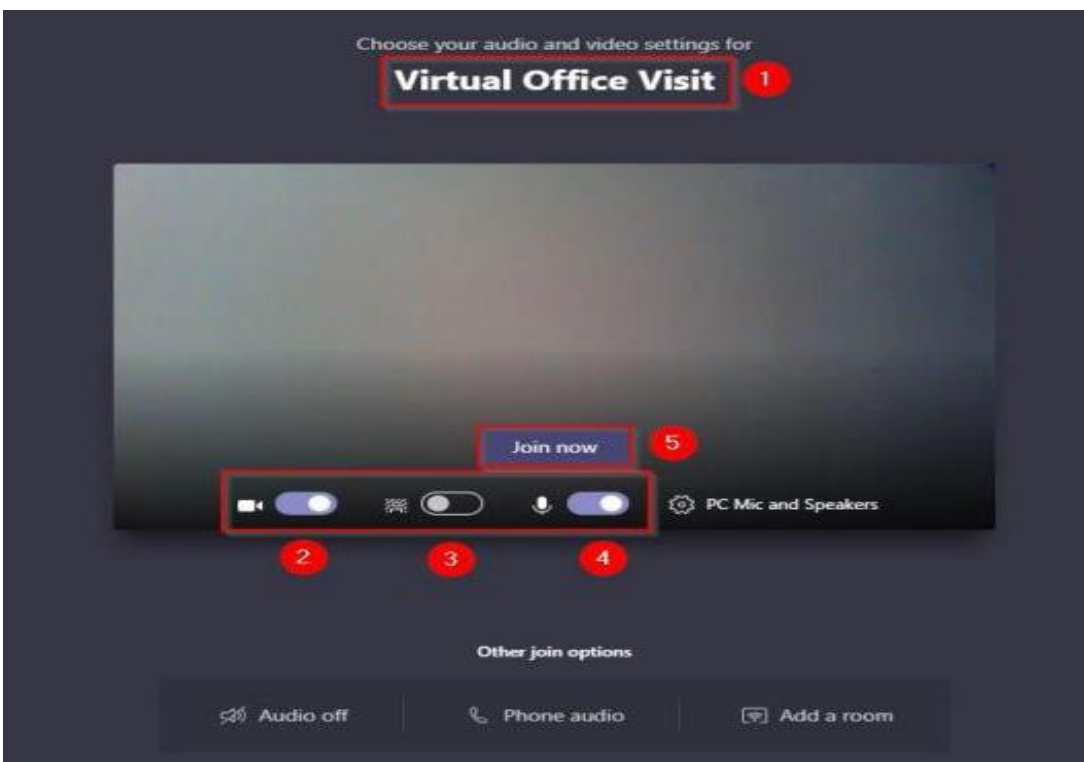 Choose your audio and video settings for
Virtual Office Visit 1
Join now 5
PC Mic and Speakers
2 3 4
Other join options
Audio off Phone audio Add a room